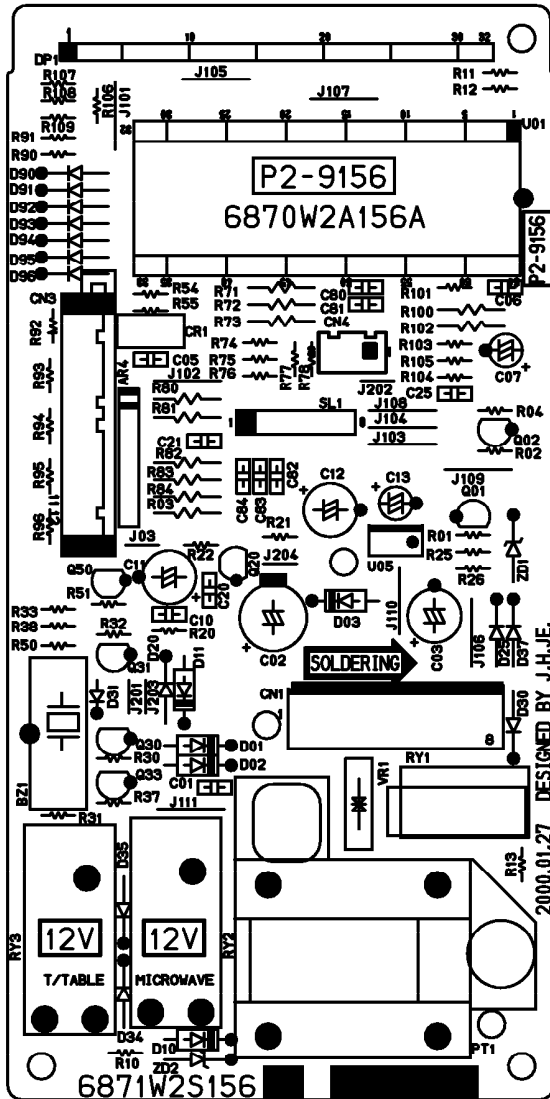 1 10 20 30 32
DP1
R107
R108
R109
R106
J101
J105
J107
R11
R12
R91
R90
U01
P2-9156
6870W2A156A
P2-9156
D90
D91
D92
D93
D94
D95
D96
CN3
R54
R55
R71
R72
R73
C80
C81
R101
C06
R100
R102
R92
CR1
CN4
R103
R105
R104
C07
C05
R74
R75
R76
R77
R78
J102
J202
C25
R93
AR4
R80
R81
SL1
1 8
J108
J104
J103
R04
Q02
R02
R94
C21
R82
R83
R84
R03
C84
C83
C82
C12
C13
J109
Q01
R95
R96
11 12
J03
R22
R21
U05
R01
R25
R26
ZD1
Q50
R51
C11
C20
Q20
J204
C10
R20
C02
D03
J110
C03
J106
D25
D37
R33
R38
R50
R32
Q31
D20
D11
D31
J201
J203
SOLDERING
CN1
1
8
D30
BZ1
Q30
R30
D01
D02
Q33
R37
C01
J111
R31
VR1
RY1
R13
2000.01.27 DESIGNED BY J.H.JE.
D35
RY3
12V
T/TABLE
12V
MICROWAVE
RY2
D34
R10
D10
ZD2
PT1
6871W2S156